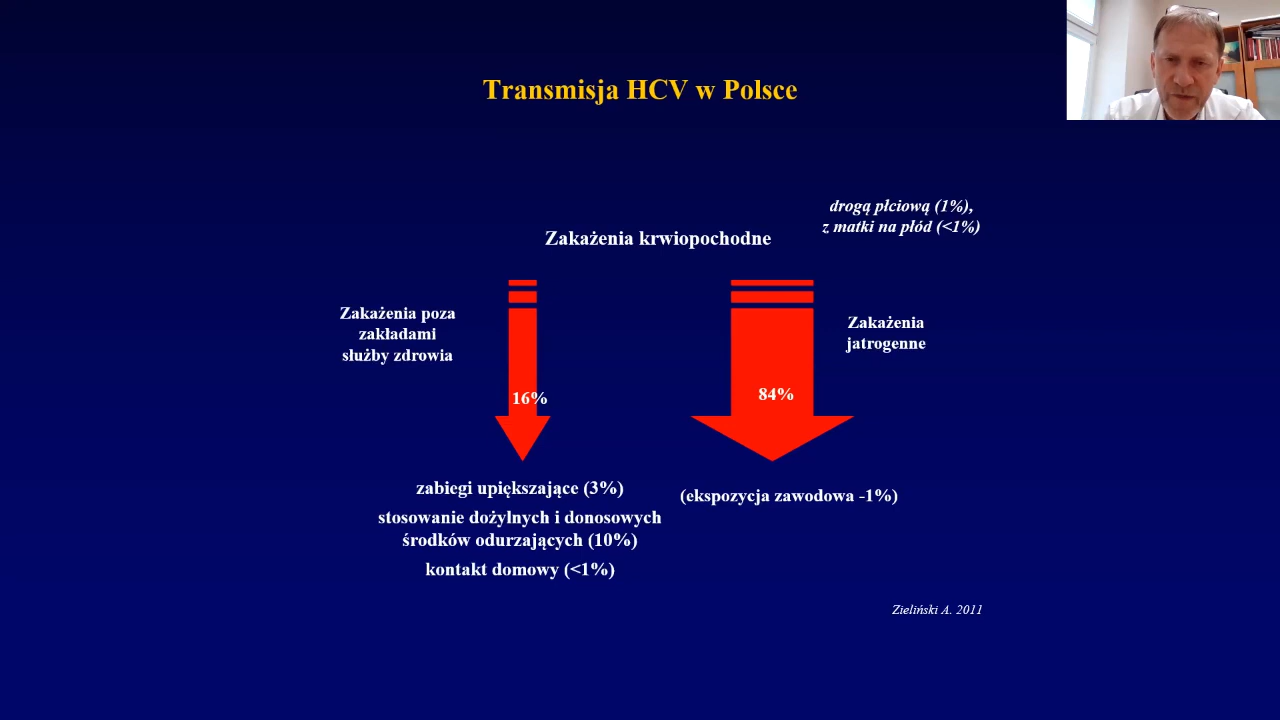 Transmisja HCV w Polsce
drogą płciową (1%),
z matki na płód (<1%)
Zakażenia krwiopochodne
Zakażenia poza
zakładami
służby zdrowia
Zakażenia
jatrogenne
16%
84%
zabiegi upiększające (3%)
stosowanie dożylnych i donosowych
środków odurzających (10%)
kontakt domowy (<1%)
(ekspozycja zawodowa -1%)
Zieliński A. 2011